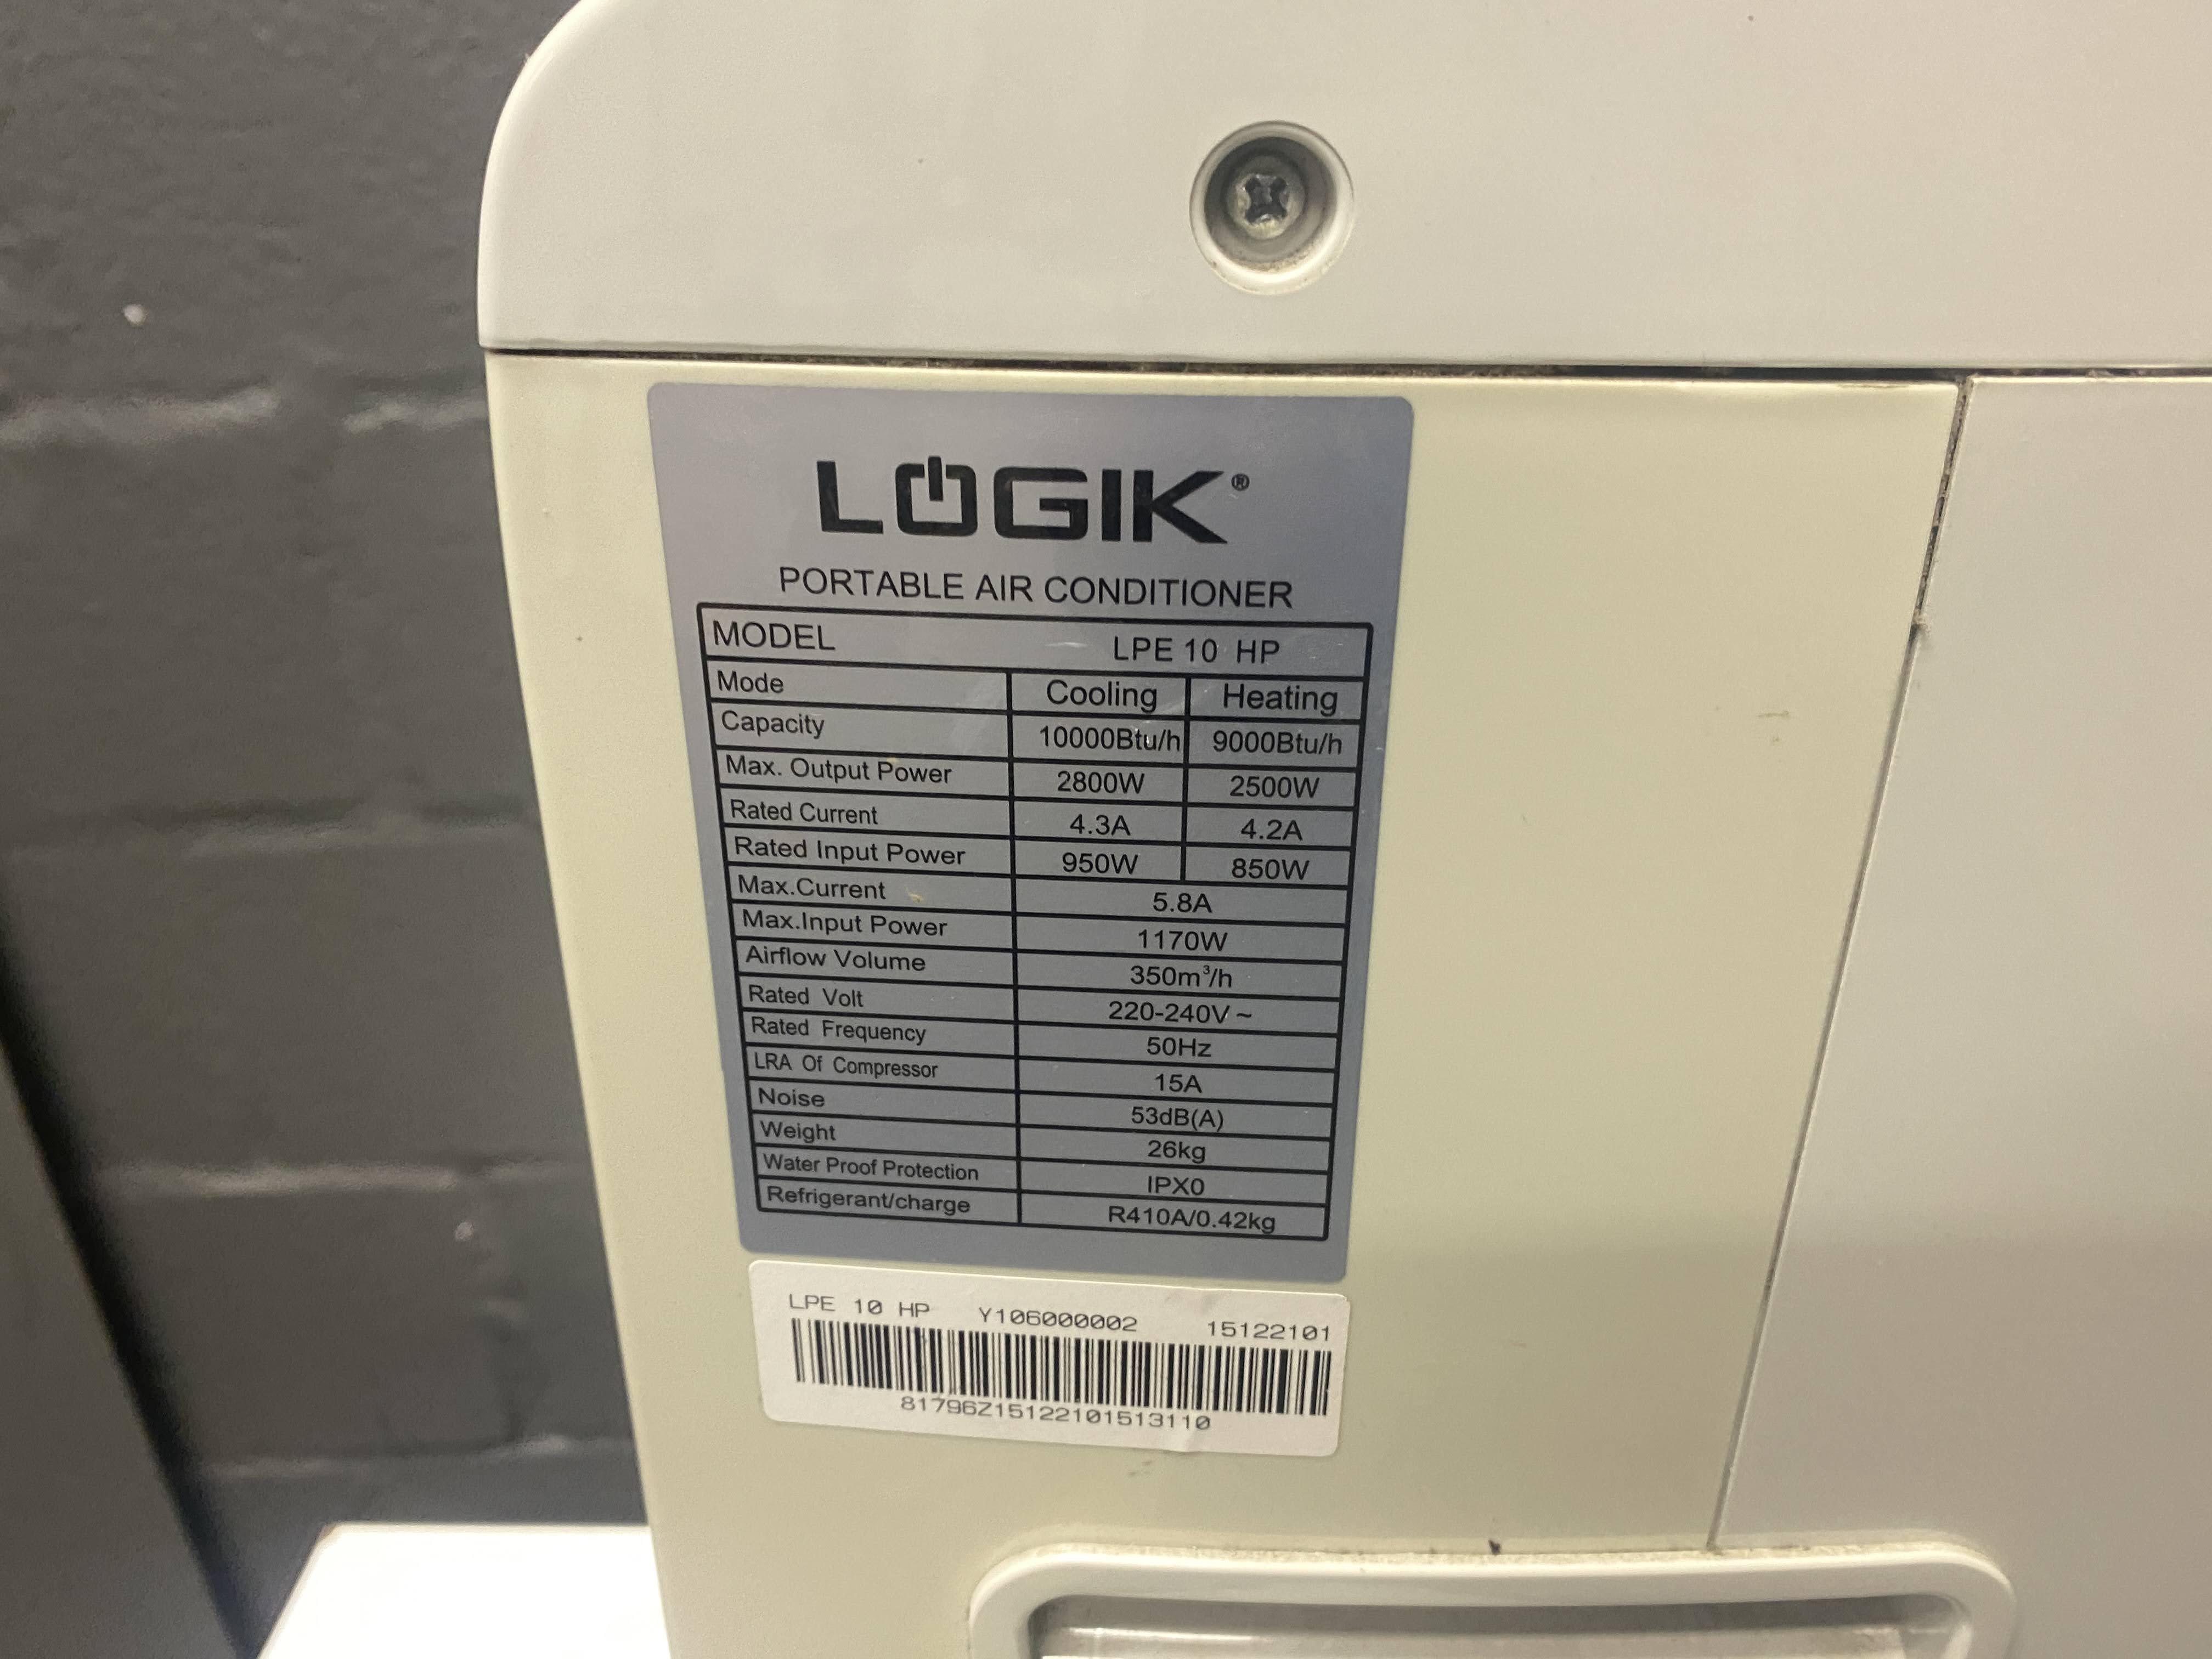 LOGIK®
PORTABLE AIR CONDITIONER
MODEL LPE 10 HP
Mode Cooling Heating
Capacity 10000Btu/h 9000Btu/h
Max. Output Power 2800W 2500W
Rated Current 4.3A 4.2A
Rated Input Power 950W 850W
Max.Current 5.8A
Max.Input Power 1170W
Airflow Volume 350m³/h
Rated Volt 220-240V ~
Rated Frequency 50Hz
LRA Of Compressor 15A
Noise 53dB(A)
Weight 26kg
Water Proof Protection IPX0
Refrigerant/charge R410A/0.42kg
LPE 10 HP Y106000002 15122101
81796Z15122101513110